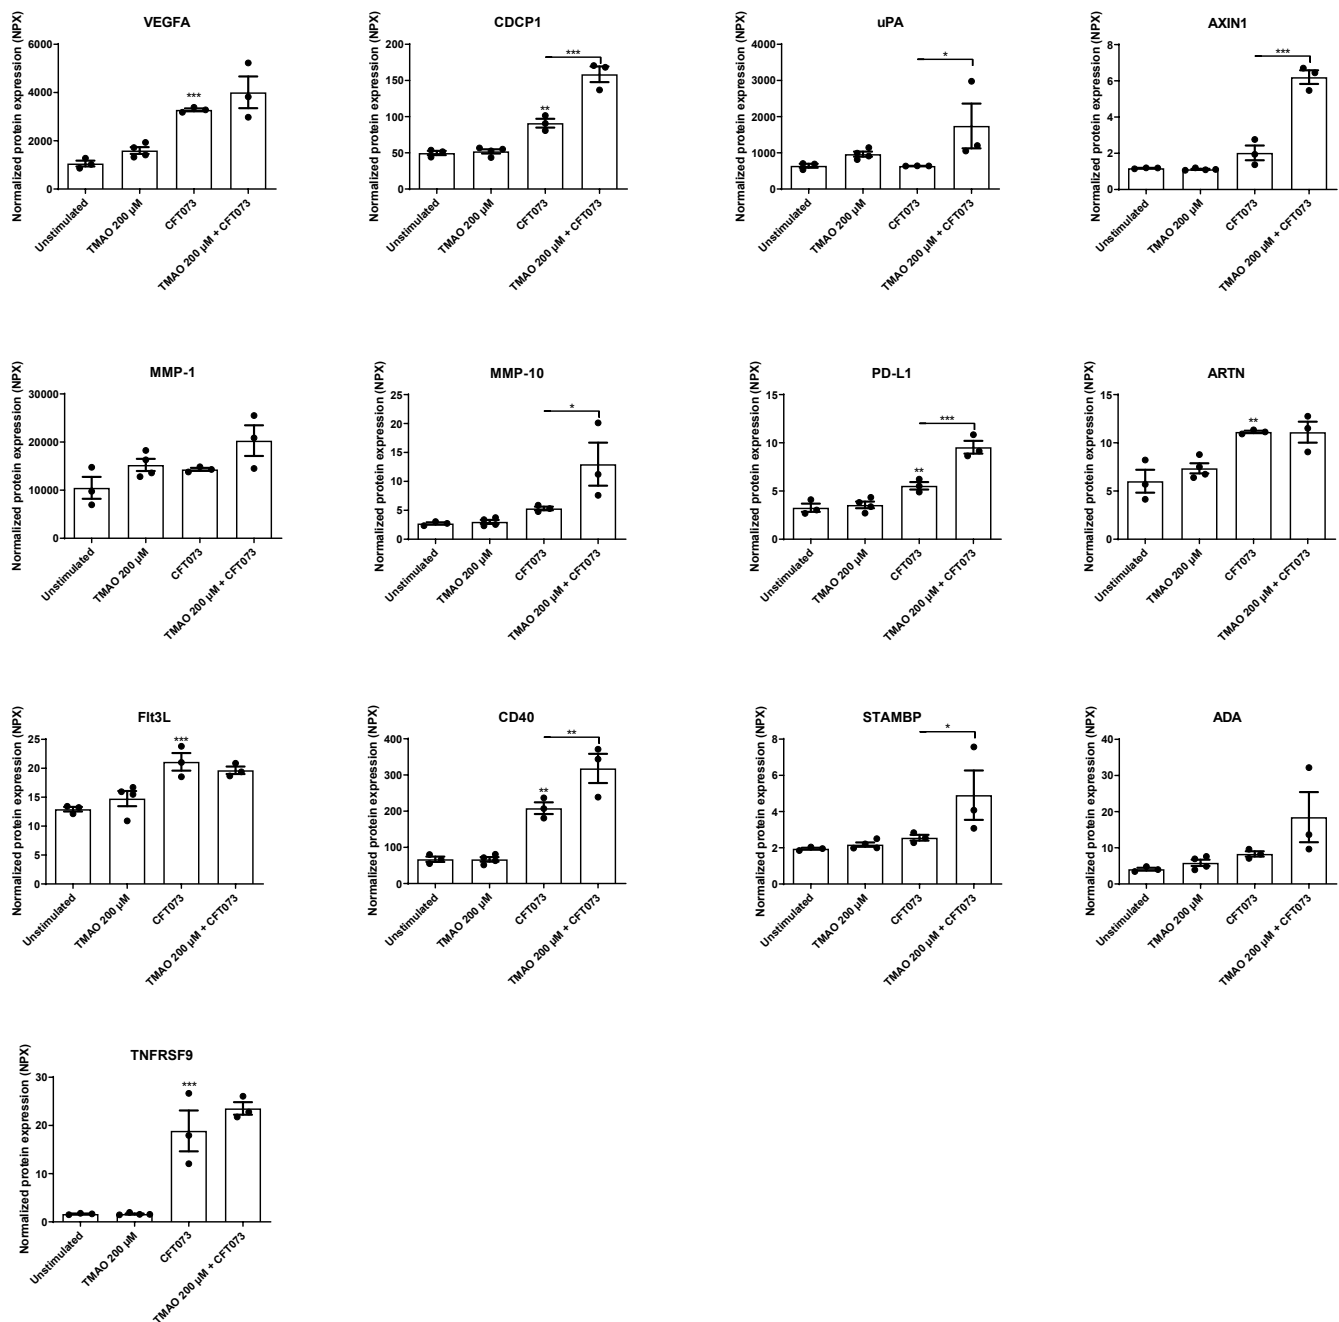 VEGFA
Normalized protein expression (NPX)
6000
4000
2000
0
***
Unstimulated
TMAO 200 µM
CFT073
TMAO 200 µM + CFT073
CDCP1
Normalized protein expression (NPX)
200
150
100
50
0
**
***
Unstimulated
TMAO 200 µM
CFT073
TMAO 200 µM + CFT073
uPA
Normalized protein expression (NPX)
4000
3000
2000
1000
0
*
Unstimulated
TMAO 200 µM
CFT073
TMAO 200 µM + CFT073
AXIN1
Normalized protein expression (NPX)
8
6
4
2
0
***
Unstimulated
TMAO 200 µM
CFT073
TMAO 200 µM + CFT073
MMP-1
Normalized protein expression (NPX)
30000
20000
10000
0
Unstimulated
TMAO 200 µM
CFT073
TMAO 200 µM + CFT073
MMP-10
Normalized protein expression (NPX)
25
20
15
10
5
0
*
Unstimulated
TMAO 200 µM
CFT073
TMAO 200 µM + CFT073
PD-L1
Normalized protein expression (NPX)
15
10
5
0
**
***
Unstimulated
TMAO 200 µM
CFT073
TMAO 200 µM + CFT073
ARTN
Normalized protein expression (NPX)
15
10
5
0
**
Unstimulated
TMAO 200 µM
CFT073
TMAO 200 µM + CFT073
Flt3L
Normalized protein expression (NPX)
25
20
15
10
5
0
***
Unstimulated
TMAO 200 µM
CFT073
TMAO 200 µM + CFT073
CD40
Normalized protein expression (NPX)
400
300
200
100
0
**
**
Unstimulated
TMAO 200 µM
CFT073
TMAO 200 µM + CFT073
STAMBP
Normalized protein expression (NPX)
8
6
4
2
0
*
Unstimulated
TMAO 200 µM
CFT073
TMAO 200 µM + CFT073
ADA
Normalized protein expression (NPX)
40
30
20
10
0
Unstimulated
TMAO 200 µM
CFT073
TMAO 200 µM + CFT073
TNFRSF9
Normalized protein expression (NPX)
30
20
10
0
***
Unstimulated
TMAO 200 µM
CFT073
TMAO 200 µM + CFT073